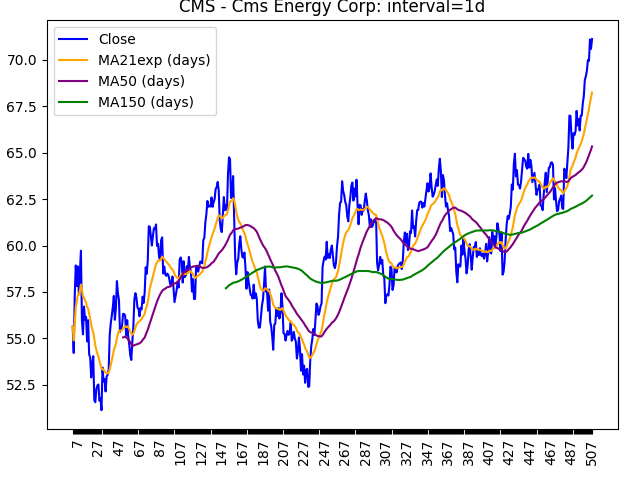 CMS - Cms Energy Corp: interval=1d
Close
MA21exp (days)
MA50 (days)
MA150 (days)
70.0
67.5
65.0
62.5
60.0
57.5
55.0
52.5
7 27 47 67 87 107 127 147 167 187 207 227 247 267 287 307 327 347 367 387 407 427 447 467 487 507